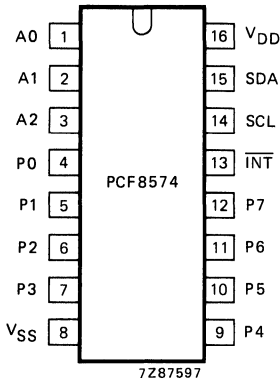 A0 1 16 VDD
A1 2 15 SDA
A2 3 14 SCL
P0 4 13 I̅N̅T̅
PCF8574
P1 5 12 P7
P2 6 11 P6
P3 7 10 P5
VSS 8 9 P4
7Z87597